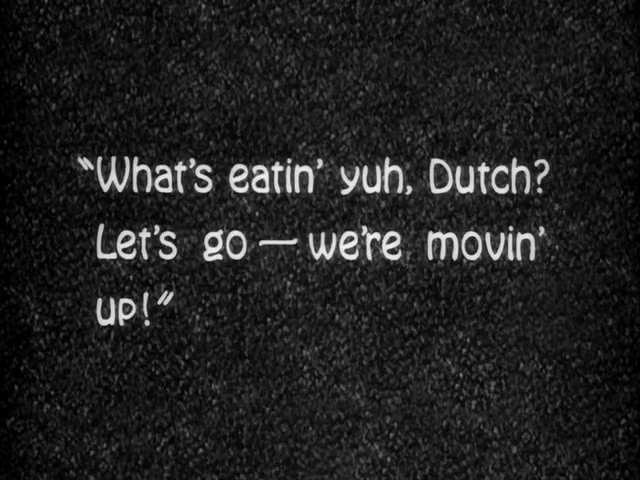 “What's eatin' yuh, Dutch?
Let's go — we're movin'
up!”